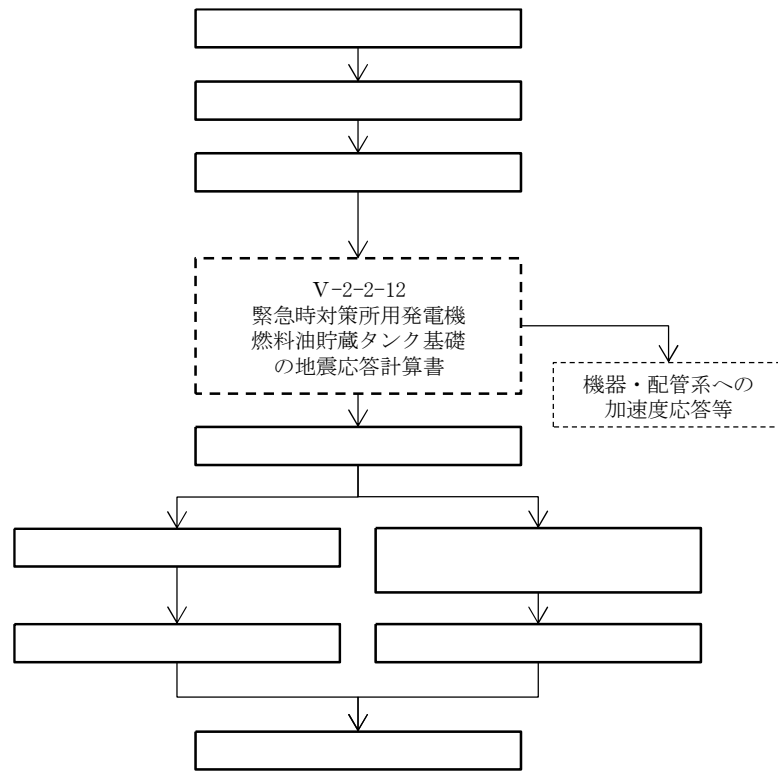 Ⅴ-2-2-12
緊急時対策所用発電機
燃料油貯蔵タンク基礎
の地震応答計算書
機器・配管系への
加速度応答等